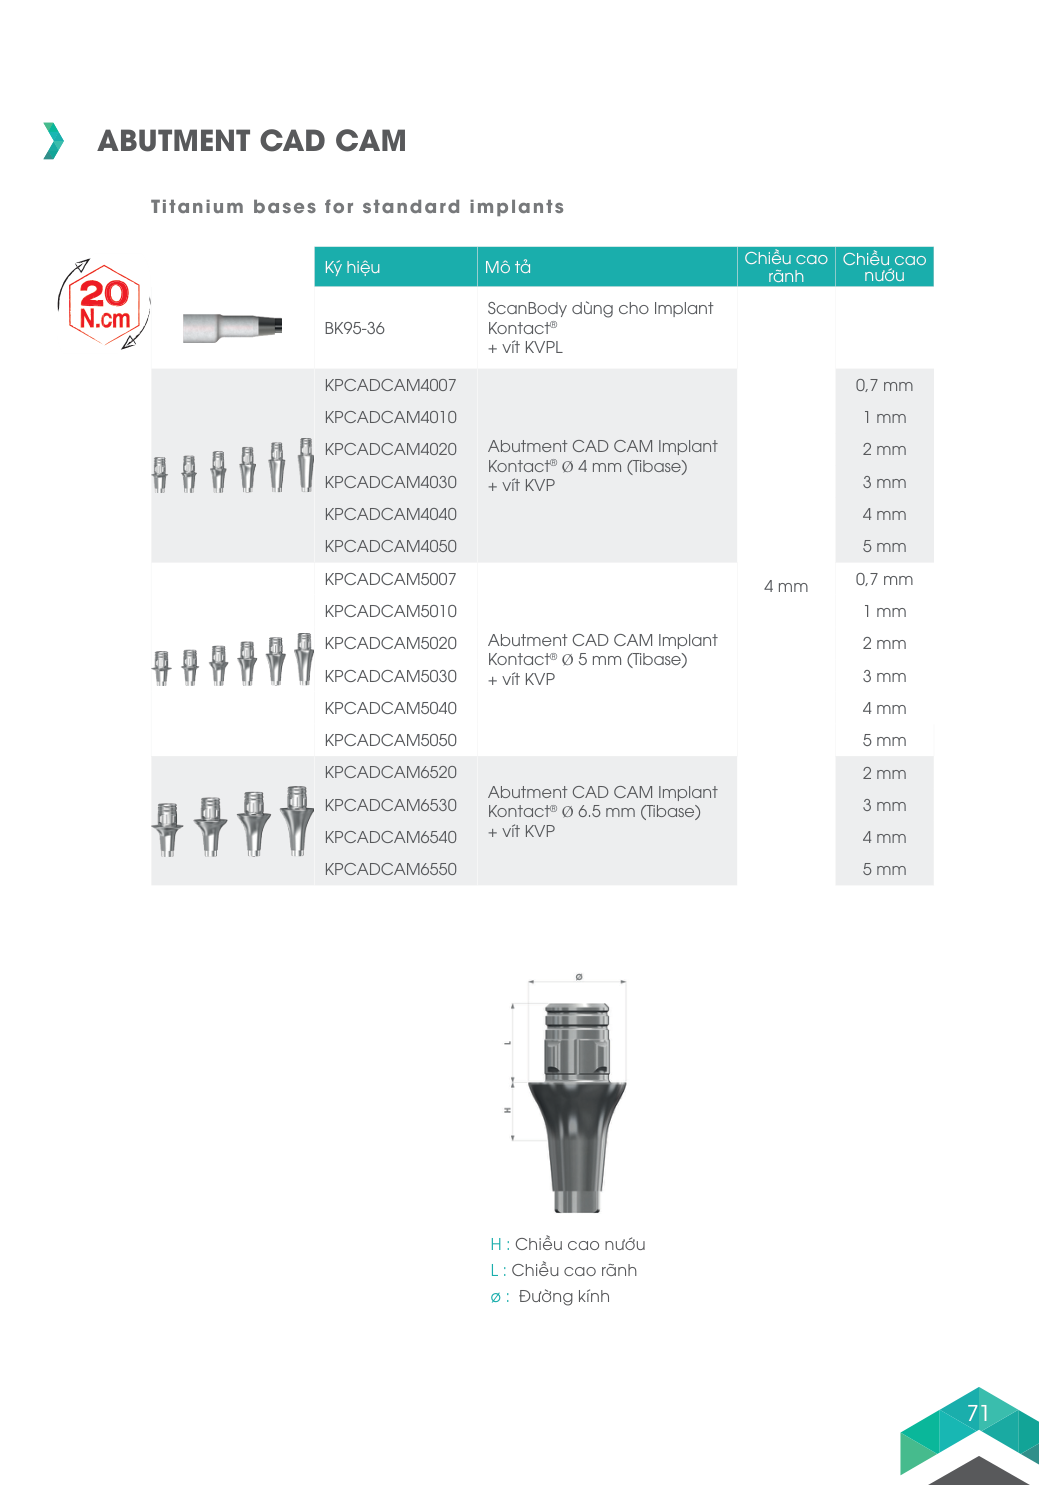 ABUTMENT CAD CAM
Titanium bases for standard implants
20
N.cm
Ký hiệu
Mô tả
Chiều cao
rãnh
Chiều cao
nướu
BK95-36
ScanBody dùng cho Implant
Kontact®
+ vít KVPL
KPCADCAM4007
0,7 mm
KPCADCAM4010
1 mm
KPCADCAM4020
2 mm
KPCADCAM4030
3 mm
KPCADCAM4040
4 mm
KPCADCAM4050
5 mm
Abutment CAD CAM Implant
Kontact® Ø 4 mm (Tibase)
+ vít KVP
4 mm
KPCADCAM5007
0,7 mm
KPCADCAM5010
1 mm
KPCADCAM5020
2 mm
KPCADCAM5030
3 mm
KPCADCAM5040
4 mm
KPCADCAM5050
5 mm
Abutment CAD CAM Implant
Kontact® Ø 5 mm (Tibase)
+ vít KVP
KPCADCAM6520
2 mm
KPCADCAM6530
3 mm
KPCADCAM6540
4 mm
KPCADCAM6550
5 mm
Abutment CAD CAM Implant
Kontact® Ø 6.5 mm (Tibase)
+ vít KVP
Ø
L
H
H : Chiều cao nướu
L : Chiều cao rãnh
ø : Đường kính
71